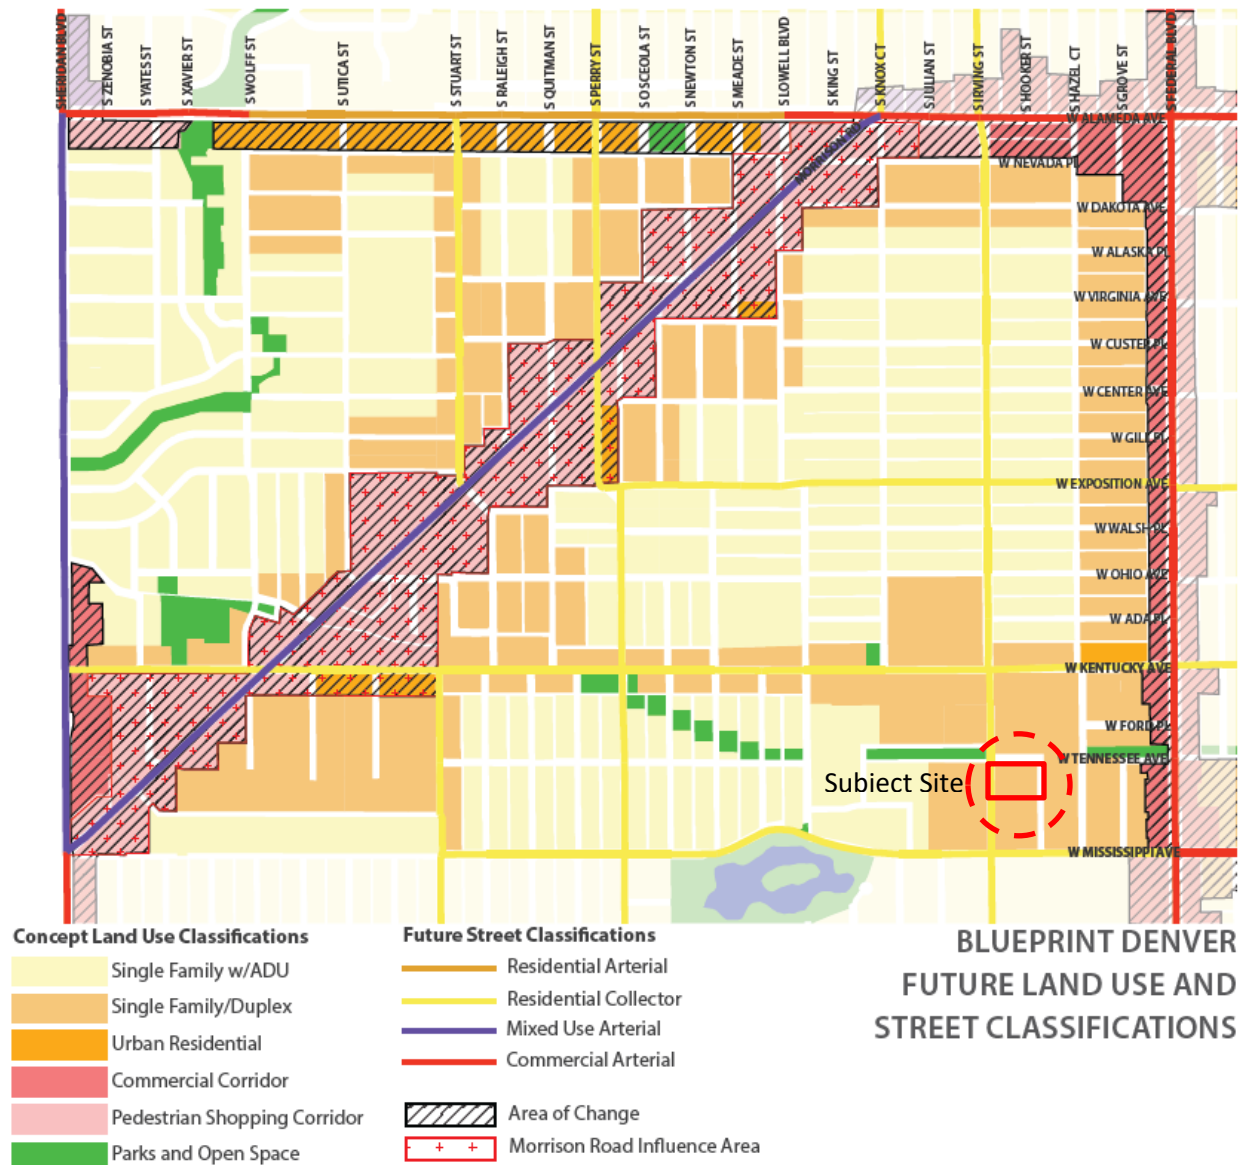 SHERIDAN BLVD
S ZENOBIA ST
S YATES ST
S XAVIER ST
S WOLFF ST
S UTICA ST
S STUART ST
S RALEIGH ST
S QUITMAN ST
S PERRY ST
S OSCEOLA ST
S NEWTON ST
S MEADE ST
S LOWELL BLVD
S KING ST
S KNOX CT
S JULIAN ST
S IRVING ST
S HOOKER ST
S HAZEL CT
S GROVE ST
S FEDERAL BLVD
W ALAMEDA AVE
MORRISON RD
W NEVADA PL
W DAKOTA AVE
W ALASKA PL
W VIRGINIA AVE
W CUSTER PL
W CENTER AVE
W GILL PL
W EXPOSITION AVE
W WALSH PL
W OHIO AVE
W ADA PL
W KENTUCKY AVE
W FORD PL
W TENNESSEE AVE
Subject Site
W MISSISSIPPI AVE
Concept Land Use Classifications
Single Family w/ADU
Single Family/Duplex
Urban Residential
Commercial Corridor
Pedestrian Shopping Corridor
Parks and Open Space
Future Street Classifications
Residential Arterial
Residential Collector
Mixed Use Arterial
Commercial Arterial
Area of Change
Morrison Road Influence Area
BLUEPRINT DENVER
FUTURE LAND USE AND
STREET CLASSIFICATIONS